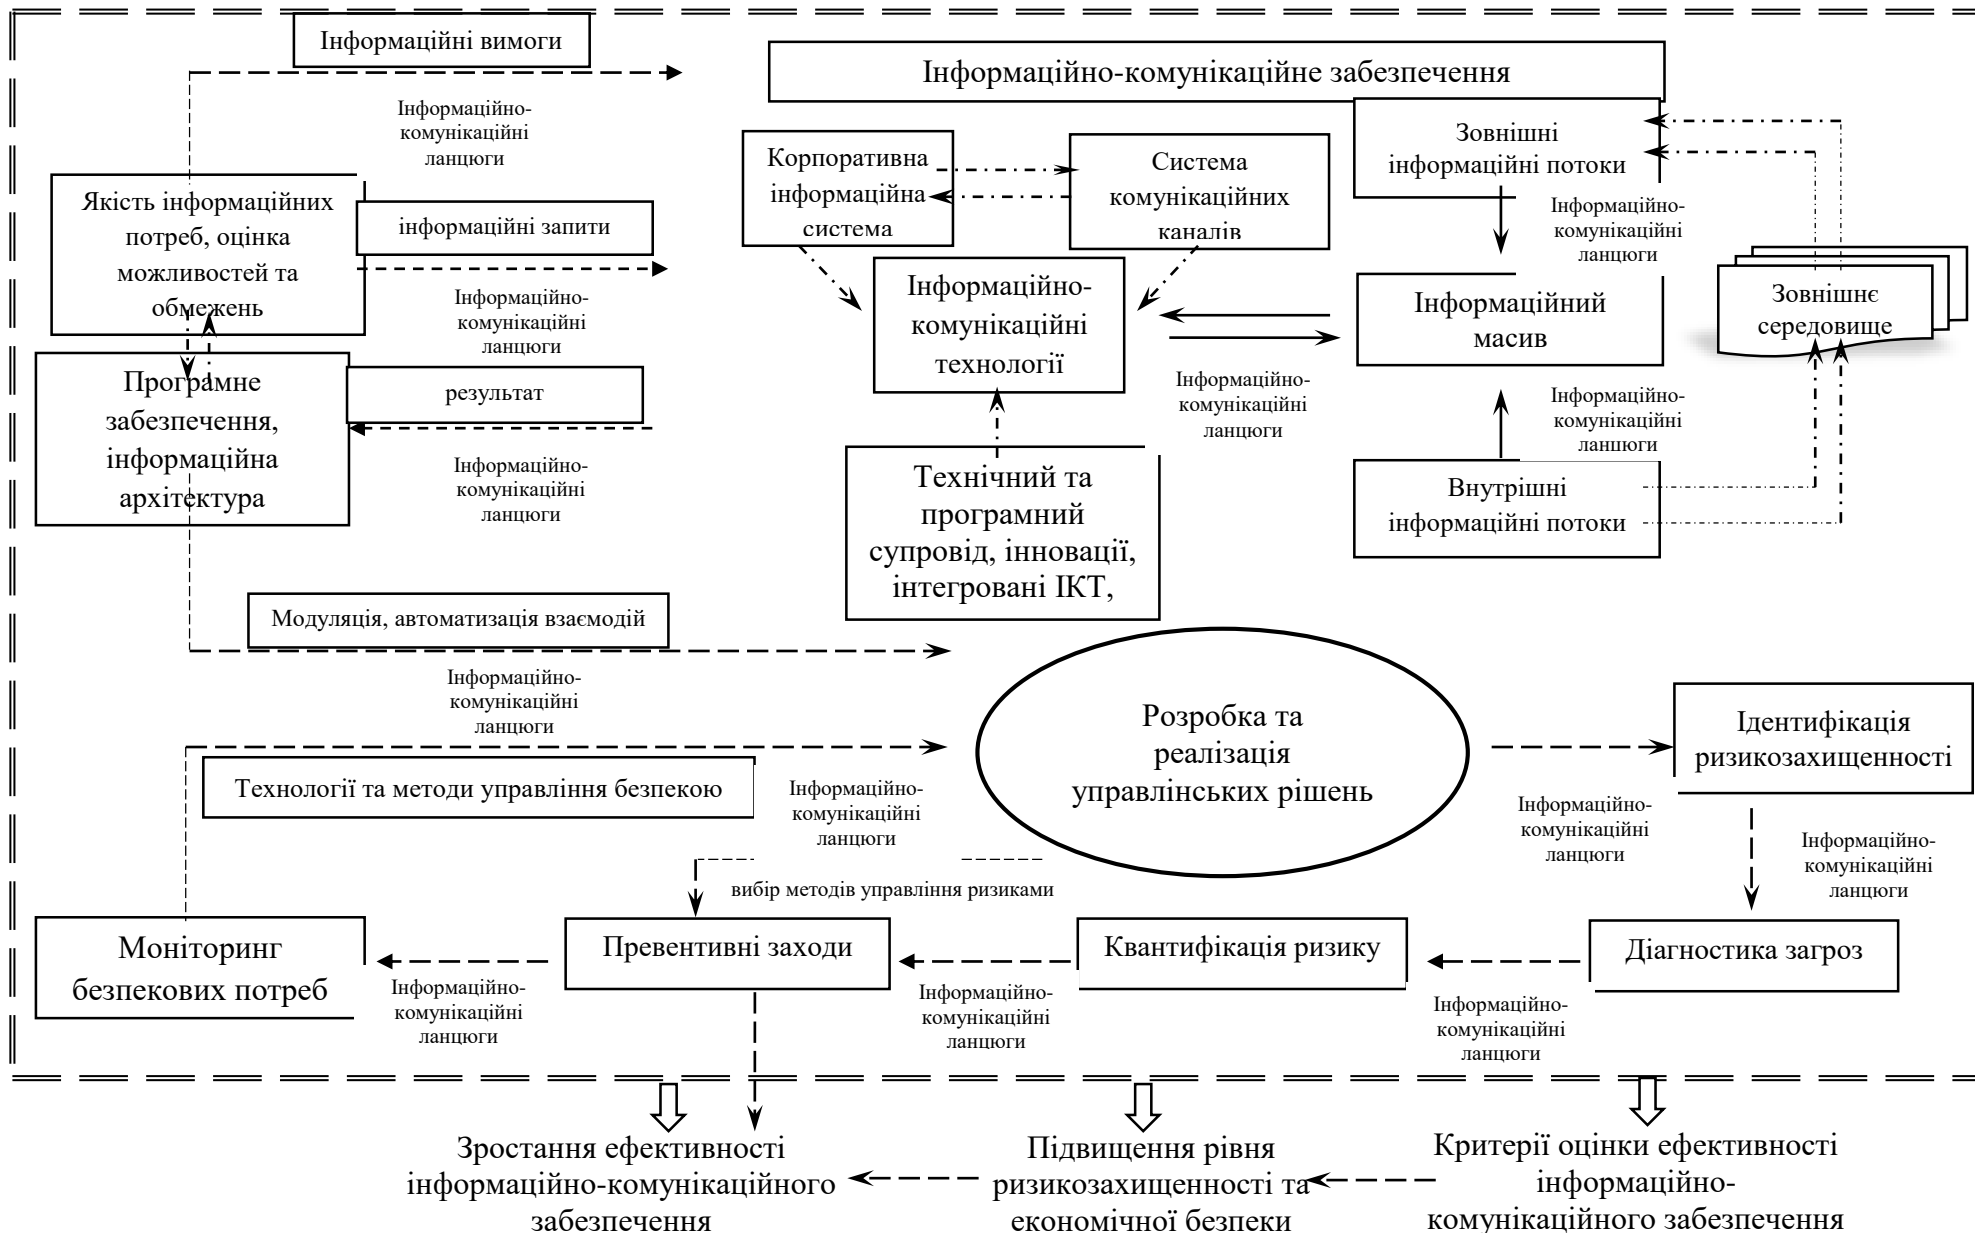 Інформаційні вимоги
Інформаційно-комунікаційне забезпечення
Інформаційно-
комунікаційні
ланцюги
Зовнішні
інформаційні потоки
Корпоративна
інформаційна
система
Система
комунікаційних
каналів
Якість інформаційних
потреб, оцінка
можливостей та
обмежень
інформаційні запити
Інформаційно-
комунікаційні
ланцюги
Інформаційно-
комунікаційні
ланцюги
Інформаційно-
комунікаційні
технології
Інформаційний
масив
Зовнішнє
середовище
Програмне
забезпечення,
інформаційна
архітектура
результат
Інформаційно-
комунікаційні
ланцюги
Інформаційно-
комунікаційні
ланцюги
Інформаційно-
комунікаційні
ланцюги
Технічний та
програмний
супровід, інновації,
інтегровані ІКТ,
Внутрішні
інформаційні потоки
Модуляція, автоматизація взаємодій
Інформаційно-
комунікаційні
ланцюги
Розробка та
реалізація
управлінських рішень
Ідентифікація
ризикозахищенності
Технології та методи управління безпекою
Інформаційно-
комунікаційні
ланцюги
Інформаційно-
комунікаційні
ланцюги
Інформаційно-
комунікаційні
ланцюги
вибір методів управління ризиками
Моніторинг
безпекових потреб
Превентивні заходи
Квантифікація ризику
Діагностика загроз
Інформаційно-
комунікаційні
ланцюги
Інформаційно-
комунікаційні
ланцюги
Інформаційно-
комунікаційні
ланцюги
Зростання ефективності
інформаційно-комунікаційного
забезпечення
Підвищення рівня
ризикозахищенності та
економічної безпеки
Критерії оцінки ефективності
інформаційно-
комунікаційного забезпечення